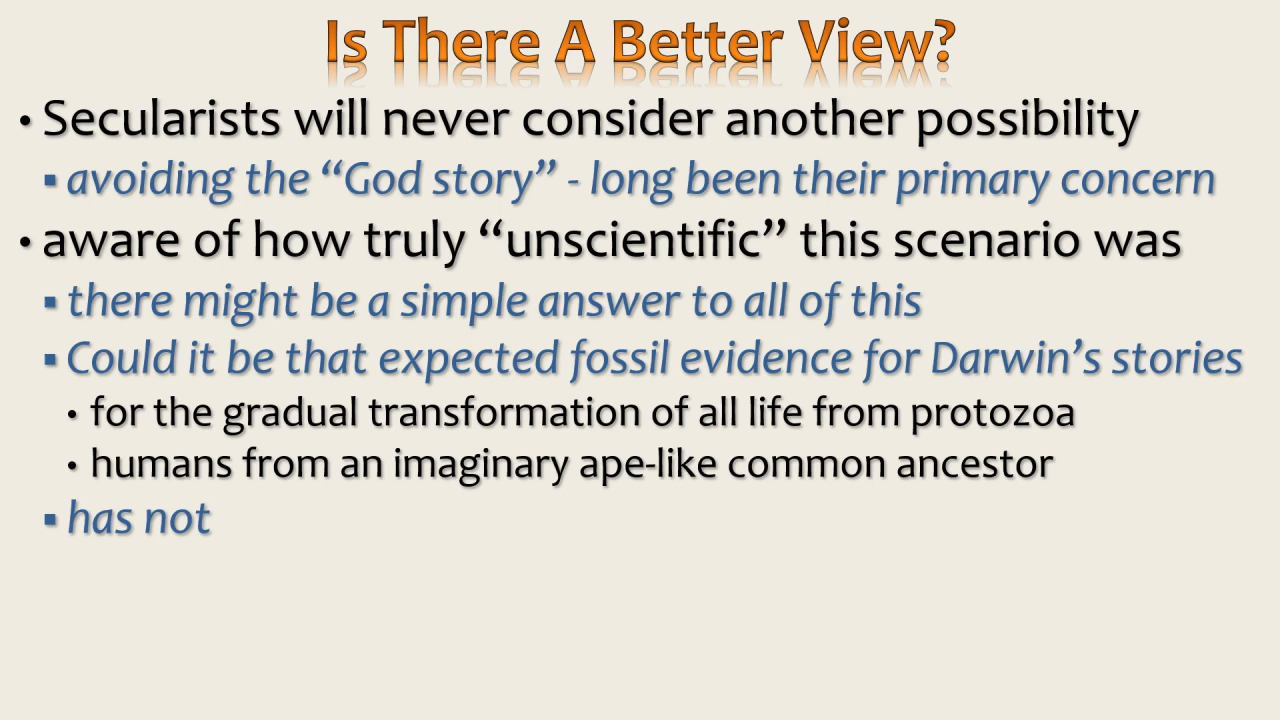 Is There A Better View?
• Secularists will never consider another possibility
▪ avoiding the “God story” - long been their primary concern
• aware of how truly “unscientific” this scenario was
▪ there might be a simple answer to all of this
▪ Could it be that expected fossil evidence for Darwin’s stories
• for the gradual transformation of all life from protozoa
• humans from an imaginary ape-like common ancestor
▪ has not